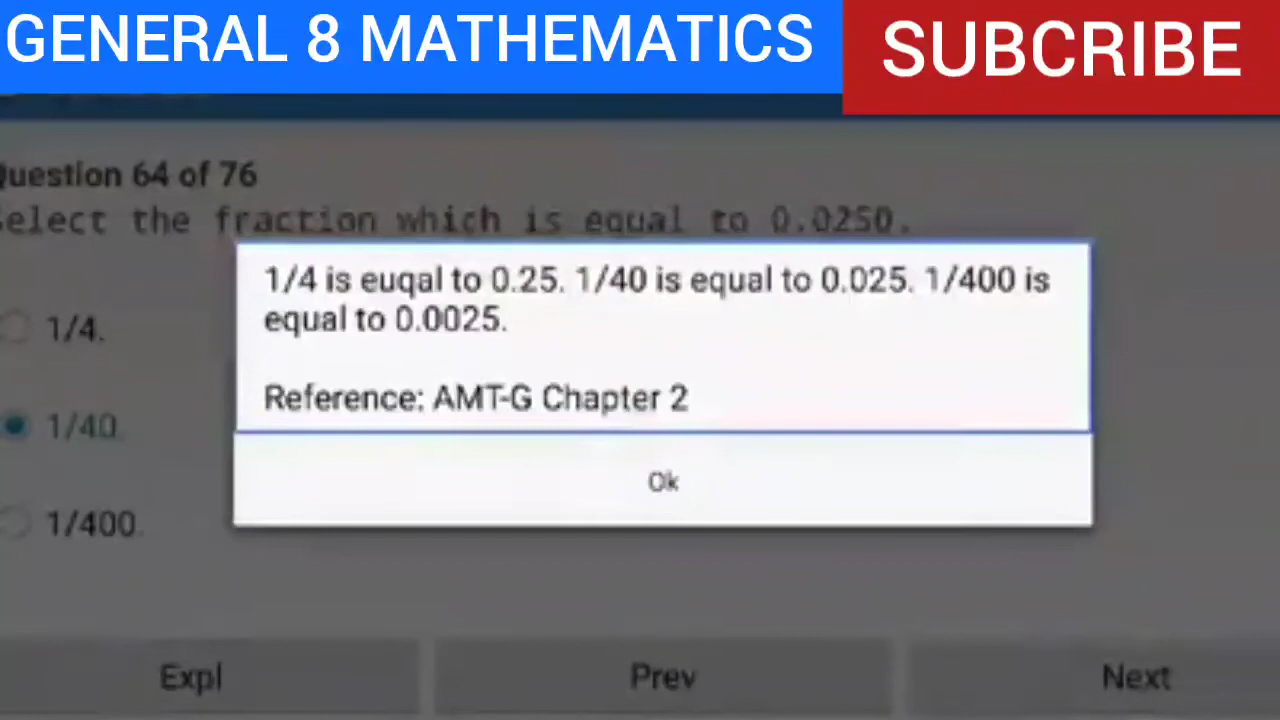 GENERAL 8 MATHEMATICS
SUBCRIBE
Question 64 of 76
Select the fraction which is equal to 0.0250.
1/4 is euqal to 0.25. 1/40 is equal to 0.025. 1/400 is
equal to 0.0025.
Reference: AMT-G Chapter 2
Ok
1/4.
1/40.
1/400.
Expl
Prev
Next